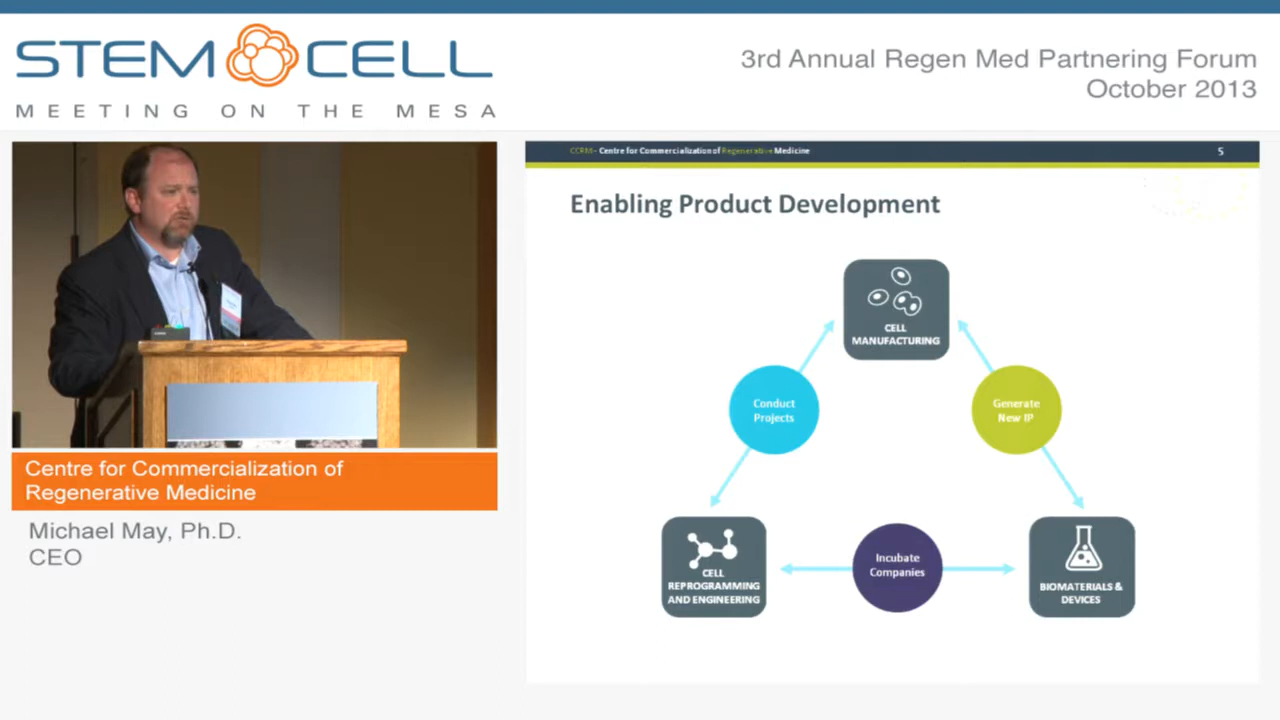 STEM CELL
MEETING ON THE MESA
3rd Annual Regen Med Partnering Forum
October 2013
CCRM - Centre for Commercialization of Regenerative Medicine
5
Enabling Product Development
CELL
MANUFACTURING
Conduct
Projects
Generate
New IP
Incubate
Companies
CELL
REPROGRAMMING
AND ENGINEERING
BIOMATERIALS &
DEVICES
Centre for Commercialization of
Regenerative Medicine
Michael May, Ph.D.
CEO